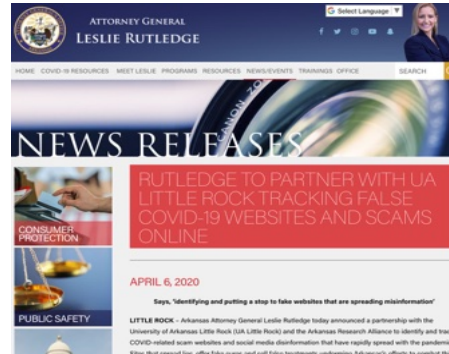 ATTORNEY GENERAL
LESLIE RUTLEDGE
G Select Language ▼
HOME COVID-19 RESOURCES MEET LESLIE PROGRAMS RESOURCES NEWS/EVENTS TRAININGS OFFICE SEARCH
NEWS RELEASES
CONSUMER
PROTECTION
PUBLIC SAFETY
RUTLEDGE TO PARTNER WITH UA
LITTLE ROCK TRACKING FALSE
COVID-19 WEBSITES AND SCAMS
ONLINE
APRIL 6, 2020
Says, 'identifying and putting a stop to fake websites that are spreading misinformation'
LITTLE ROCK – Arkansas Attorney General Leslie Rutledge today announced a partnership with the
University of Arkansas Little Rock (UA Little Rock) and the Arkansas Research Alliance to identify and
COVID-related scam websites and social media disinformation that have rapidly spread with the